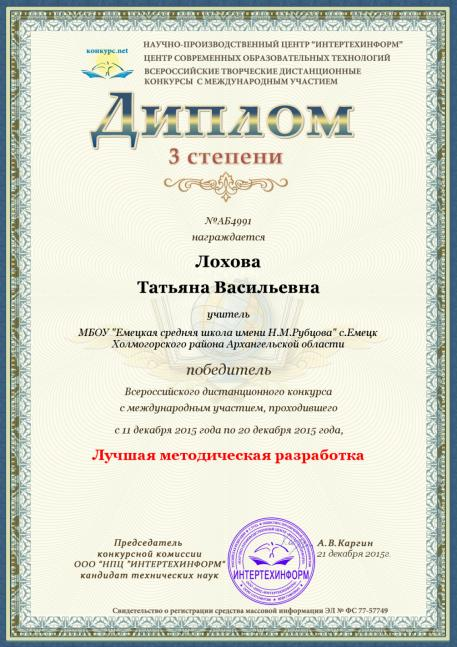 конкурс.net
НАУЧНО-ПРОИЗВОДСТВЕННЫЙ ЦЕНТР "ИНТЕРТЕХИНФОРМ"
ЦЕНТР СОВРЕМЕННЫХ ОБРАЗОВАТЕЛЬНЫХ ТЕХНОЛОГИЙ
ВСЕРОССИЙСКИЕ ТВОРЧЕСКИЕ ДИСТАНЦИОННЫЕ
КОНКУРСЫ С МЕЖДУНАРОДНЫМ УЧАСТИЕМ
Диплом
3 степени
№АБ4991
награждается
Лохова
Татьяна Васильевна
учитель
МБОУ "Емецкая средняя школа имени Н.М.Рубцова" с.Емецк
Холмогорского района Архангельской области
победитель
Всероссийского дистанционного конкурса
с международным участием, проходившего
с 11 декабря 2015 года по 20 декабря 2015 года,
Лучшая методическая разработка
Председатель
конкурсной комиссии
ООО "НПЦ "ИНТЕРТЕХИНФОРМ"
кандидат технических наук
ИНТЕРТЕХИНФОРМ
А.В.Каргин
21 декабря 2015г.
Свидетельство о регистрации средства массовой информации ЭЛ № ФС 77-57749